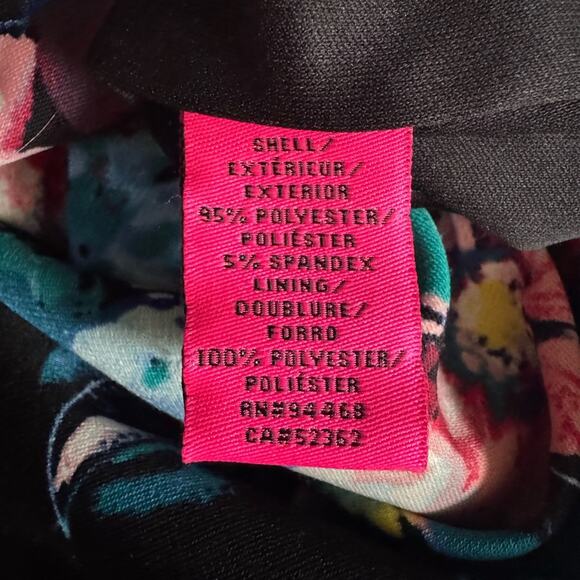 SHELL/
EXTÉRIEUR/
EXTERIOR
95% POLYESTER/
POLIÉSTER
5% SPANDEX
LINING/
DOUBLURE/
FORRO
100% POLYESTER/
POLIÉSTER
RN#94468
CA#52362